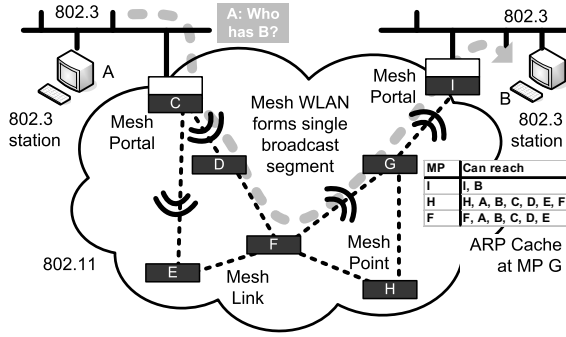 802.3
A: Who
has B?
802.3
A
802.3
station
Mesh
Portal
C
Mesh WLAN
forms single
broadcast
segment
Mesh
Portal
I
B
802.3
station
D
G
MP Can reach
I I, B
H H, A, B, C, D, E, F
F F, A, B, C, D, E
ARP Cache
at MP G
F
802.11
E
Mesh
Link
Mesh
Point
H